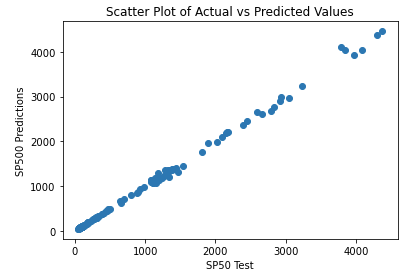 Scatter Plot of Actual vs Predicted Values
4000
3000
2000
1000
0
SP500 Predictions
0 1000 2000 3000 4000
SP50 Test